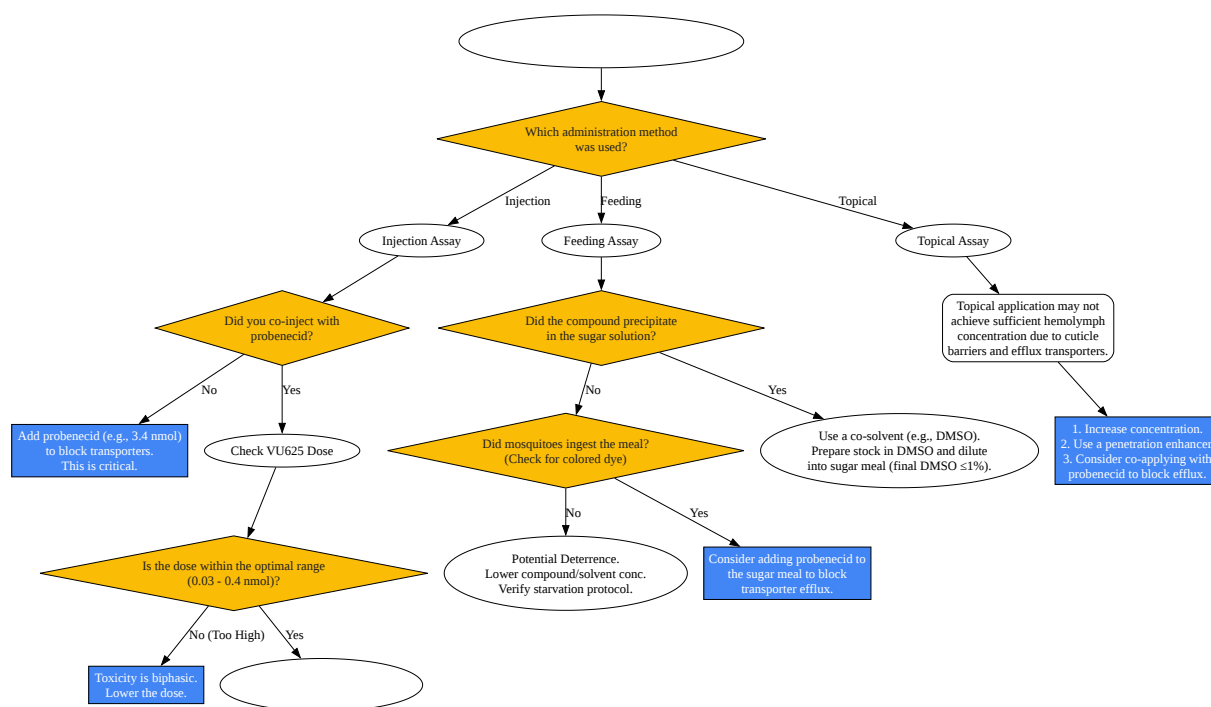 Which administration method
was used?
Injection
Feeding
Topical
Injection Assay
Feeding Assay
Topical Assay
Did you co-inject with
probenecid?
Did the compound precipitate
in the sugar solution?
Topical application may not
achieve sufficient hemolymph
concentration due to cuticle
barriers and efflux transporters.
No
Yes
No
Yes
Add probenecid (e.g., 3.4 nmol)
to block transporters.
This is critical.
Check VU625 Dose
Did mosquitoes ingest the meal?
(Check for colored dye)
Use a co-solvent (e.g., DMSO).
Prepare stock in DMSO and dilute
into sugar meal (final DMSO ≤1%).
1. Increase concentration.
2. Use a penetration enhancer
3. Consider co-applying with
probenecid to block efflux.
No
Yes
Is the dose within the optimal range
(0.03 - 0.4 nmol)?
Potential Deterrence.
Lower compound/solvent conc.
Verify starvation protocol.
Consider adding probenecid to
the sugar meal to block
transporter efflux.
No (Too High)
Yes
Toxicity is biphasic.
Lower the dose.